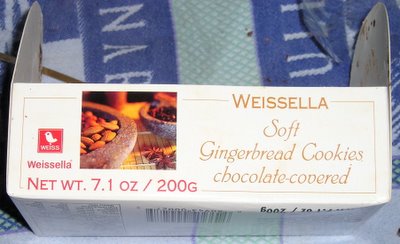 WEISSELLA
Soft
Gingerbread Cookies
chocolate-covered
WEISS
Weissella
NET WT. 7.1 OZ / 200G